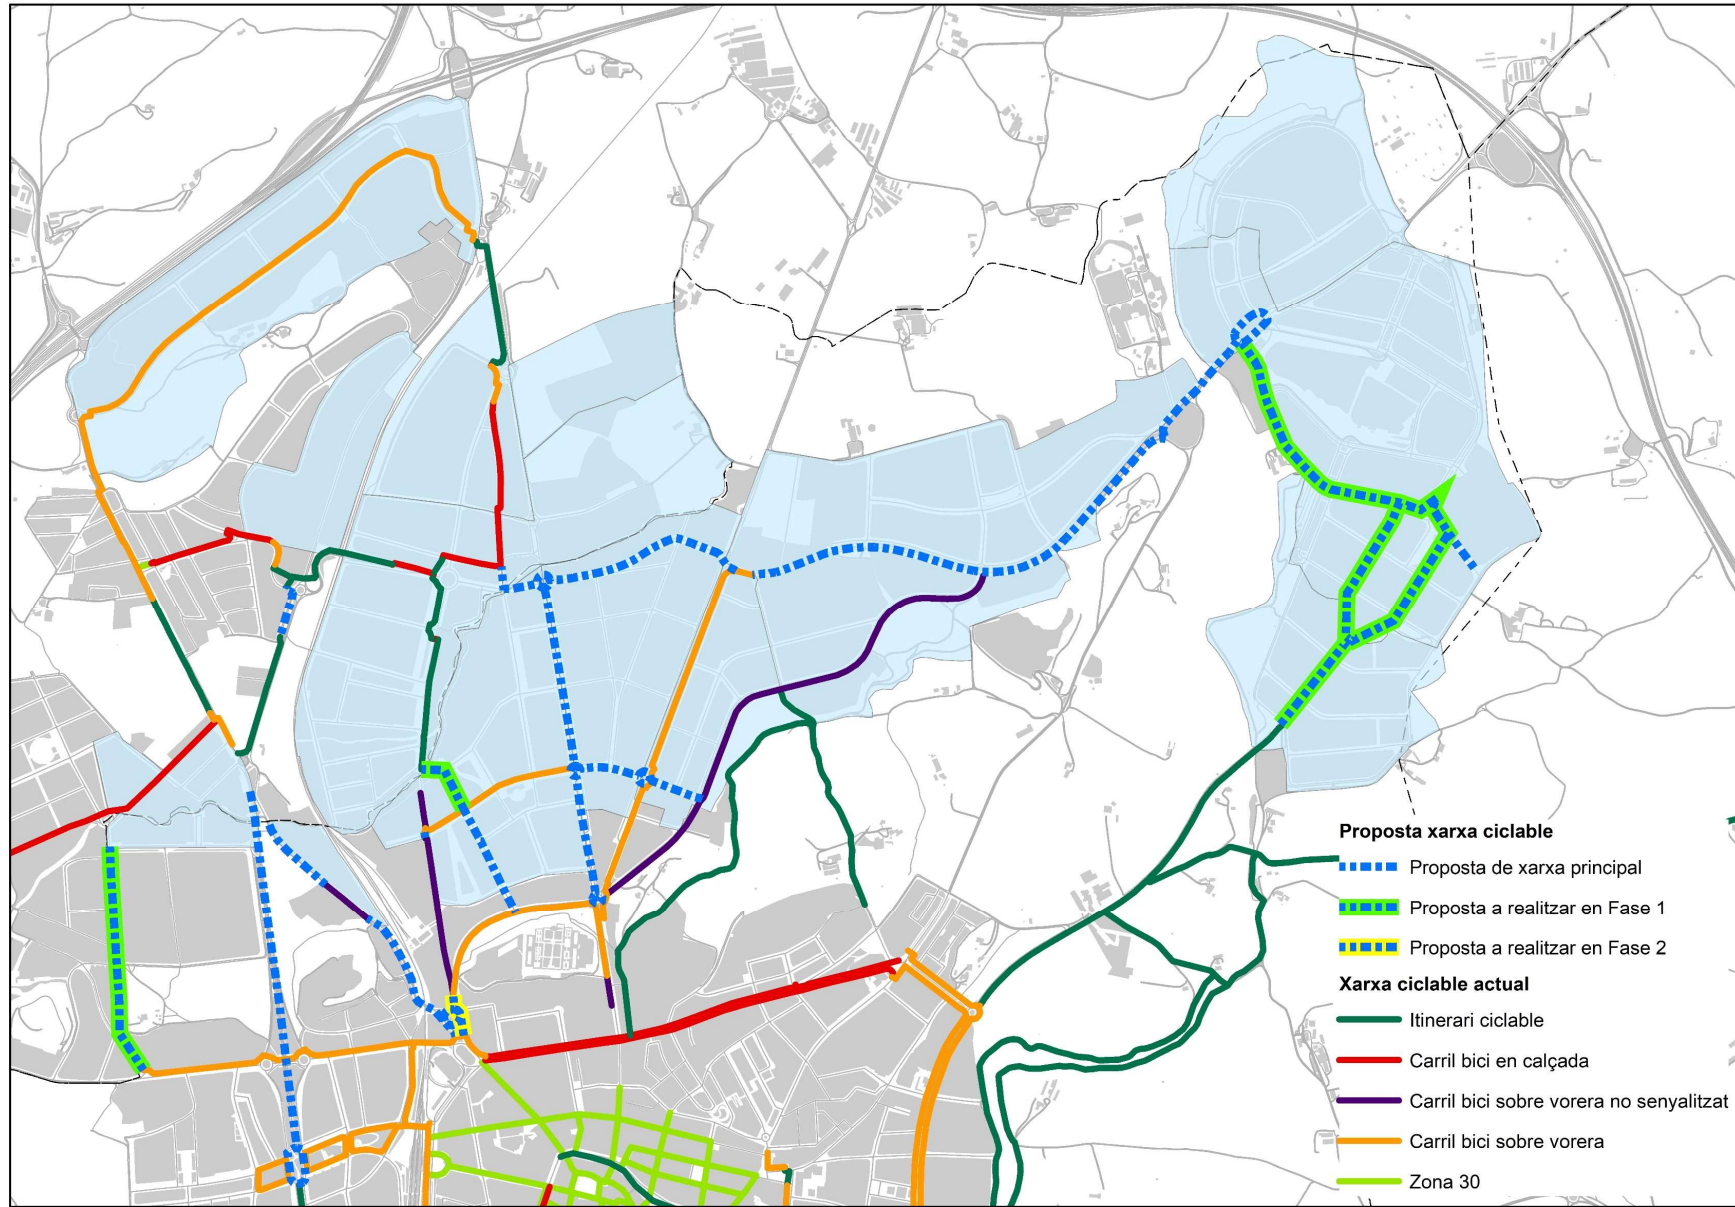 Proposta xarxa ciclable
Proposta de xarxa principal
Proposta a realitzar en Fase 1
Proposta a realitzar en Fase 2
Xarxa ciclable actual
Itinerari ciclable
Carril bici en calçada
Carril bici sobre vorera no senyalitzat
Carril bici sobre vorera
Zona 30